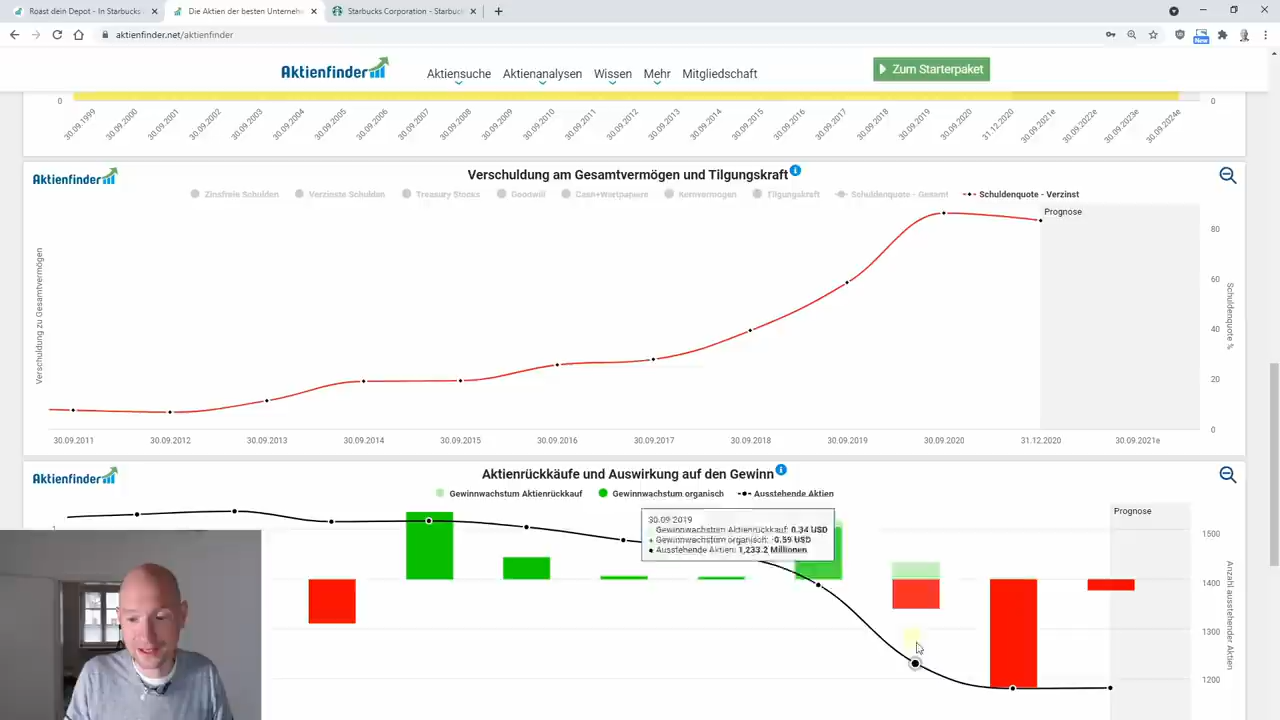 Roast dein Depot - In Starbucks
Die Aktien der besten Unterneh
Starbucks Corporation - Starbuc
aktienfinder.net/aktienfinder
New
Aktienfinder
Aktiensuche Aktienanalysen Wissen Mehr Mitgliedschaft
Zum Starterpaket
0 0
30.09.1999 30.09.2000 30.09.2001 30.09.2002 30.09.2003 30.09.2004 30.09.2005 30.09.2006 30.09.2007 30.09.2008 30.09.2009 30.09.2010 30.09.2011 30.09.2012 30.09.2013 30.09.2014 30.09.2015 30.09.2016 30.09.2017 30.09.2018 30.09.2019 30.09.2020 31.12.2020 30.09.2021e 30.09.2022e 30.09.2023e 30.09.2024e
Aktienfinder
Verschuldung am Gesamtvermögen und Tilgungskraft
Zinsfreie Schulden Verzinste Schulden Treasury Stocks Goodwill Cash+Wertpapiere Kernvermögen Tilgungskraft Schuldenquote - Gesamt Schuldenquote - Verzinst
Prognose
Verschuldung zu Gesamtvermögen
80
60
40
20
0
Schuldenquote %
30.09.2011 30.09.2012 30.09.2013 30.09.2014 30.09.2015 30.09.2016 30.09.2017 30.09.2018 30.09.2019 30.09.2020 31.12.2020 30.09.2021e
Aktienfinder
Aktienrückkäufe und Auswirkung auf den Gewinn
Gewinnwachstum Aktienrückkauf Gewinnwachstum organisch Ausstehende Aktien
Prognose
30.09.2019
Gewinnwachstum Aktienrückkauf: 0.34 USD
Gewinnwachstum organisch: -0.59 USD
Ausstehende Aktien: 1,233.2 Millionen
1
1500
1400
1300
1200
Anzahl ausstehender Aktien